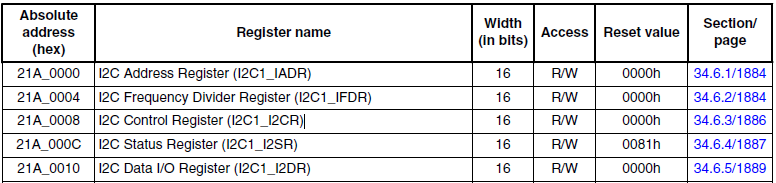 Absolute address (hex) Register name Width (in bits) Access Reset value Section/ page
21A_0000 I2C Address Register (I2C1_IADR) 16 R/W 0000h 34.6.1/1884
21A_0004 I2C Frequency Divider Register (I2C1_IFDR) 16 R/W 0000h 34.6.2/1884
21A_0008 I2C Control Register (I2C1_I2CR) 16 R/W 0000h 34.6.3/1886
21A_000C I2C Status Register (I2C1_I2SR) 16 R/W 0081h 34.6.4/1887
21A_0010 I2C Data I/O Register (I2C1_I2DR) 16 R/W 0000h 34.6.5/1889